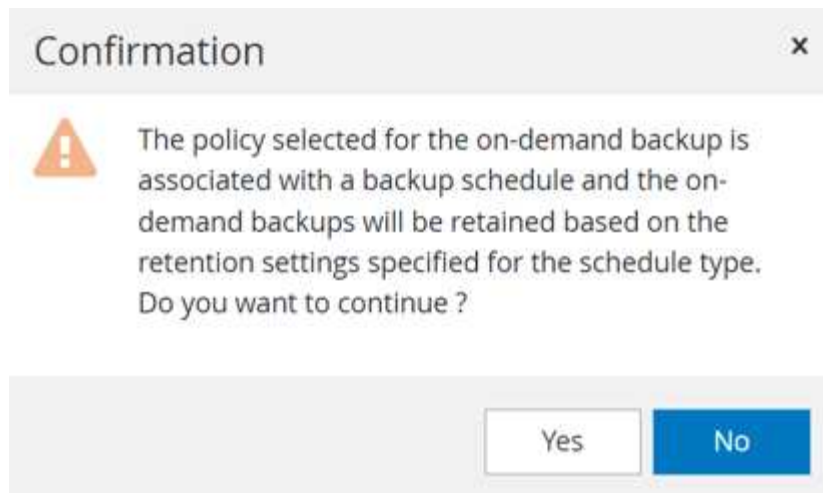 Confirmation
x
The policy selected for the on-demand backup is
associated with a backup schedule and the on-
demand backups will be retained based on the
retention settings specified for the schedule type.
Do you want to continue ?
Yes
No